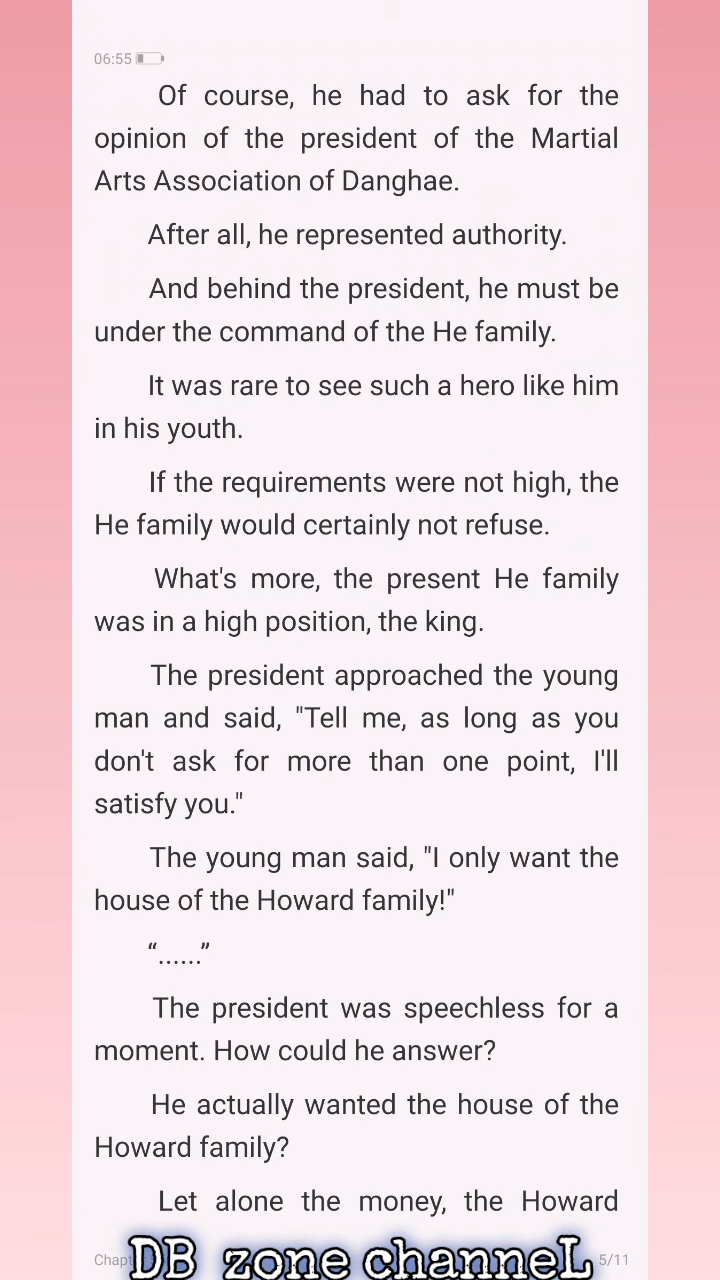 06:55
Of course, he had to ask for the
opinion of the president of the Martial
Arts Association of Danghae.
After all, he represented authority.
And behind the president, he must be
under the command of the He family.
It was rare to see such a hero like him
in his youth.
If the requirements were not high, the
He family would certainly not refuse.
What's more, the present He family
was in a high position, the king.
The president approached the young
man and said, "Tell me, as long as you
don't ask for more than one point, I'll
satisfy you."
The young man said, "I only want the
house of the Howard family!"
“......”
The president was speechless for a
moment. How could he answer?
He actually wanted the house of the
Howard family?
Let alone the money, the Howard
DB zone channeL
5/11